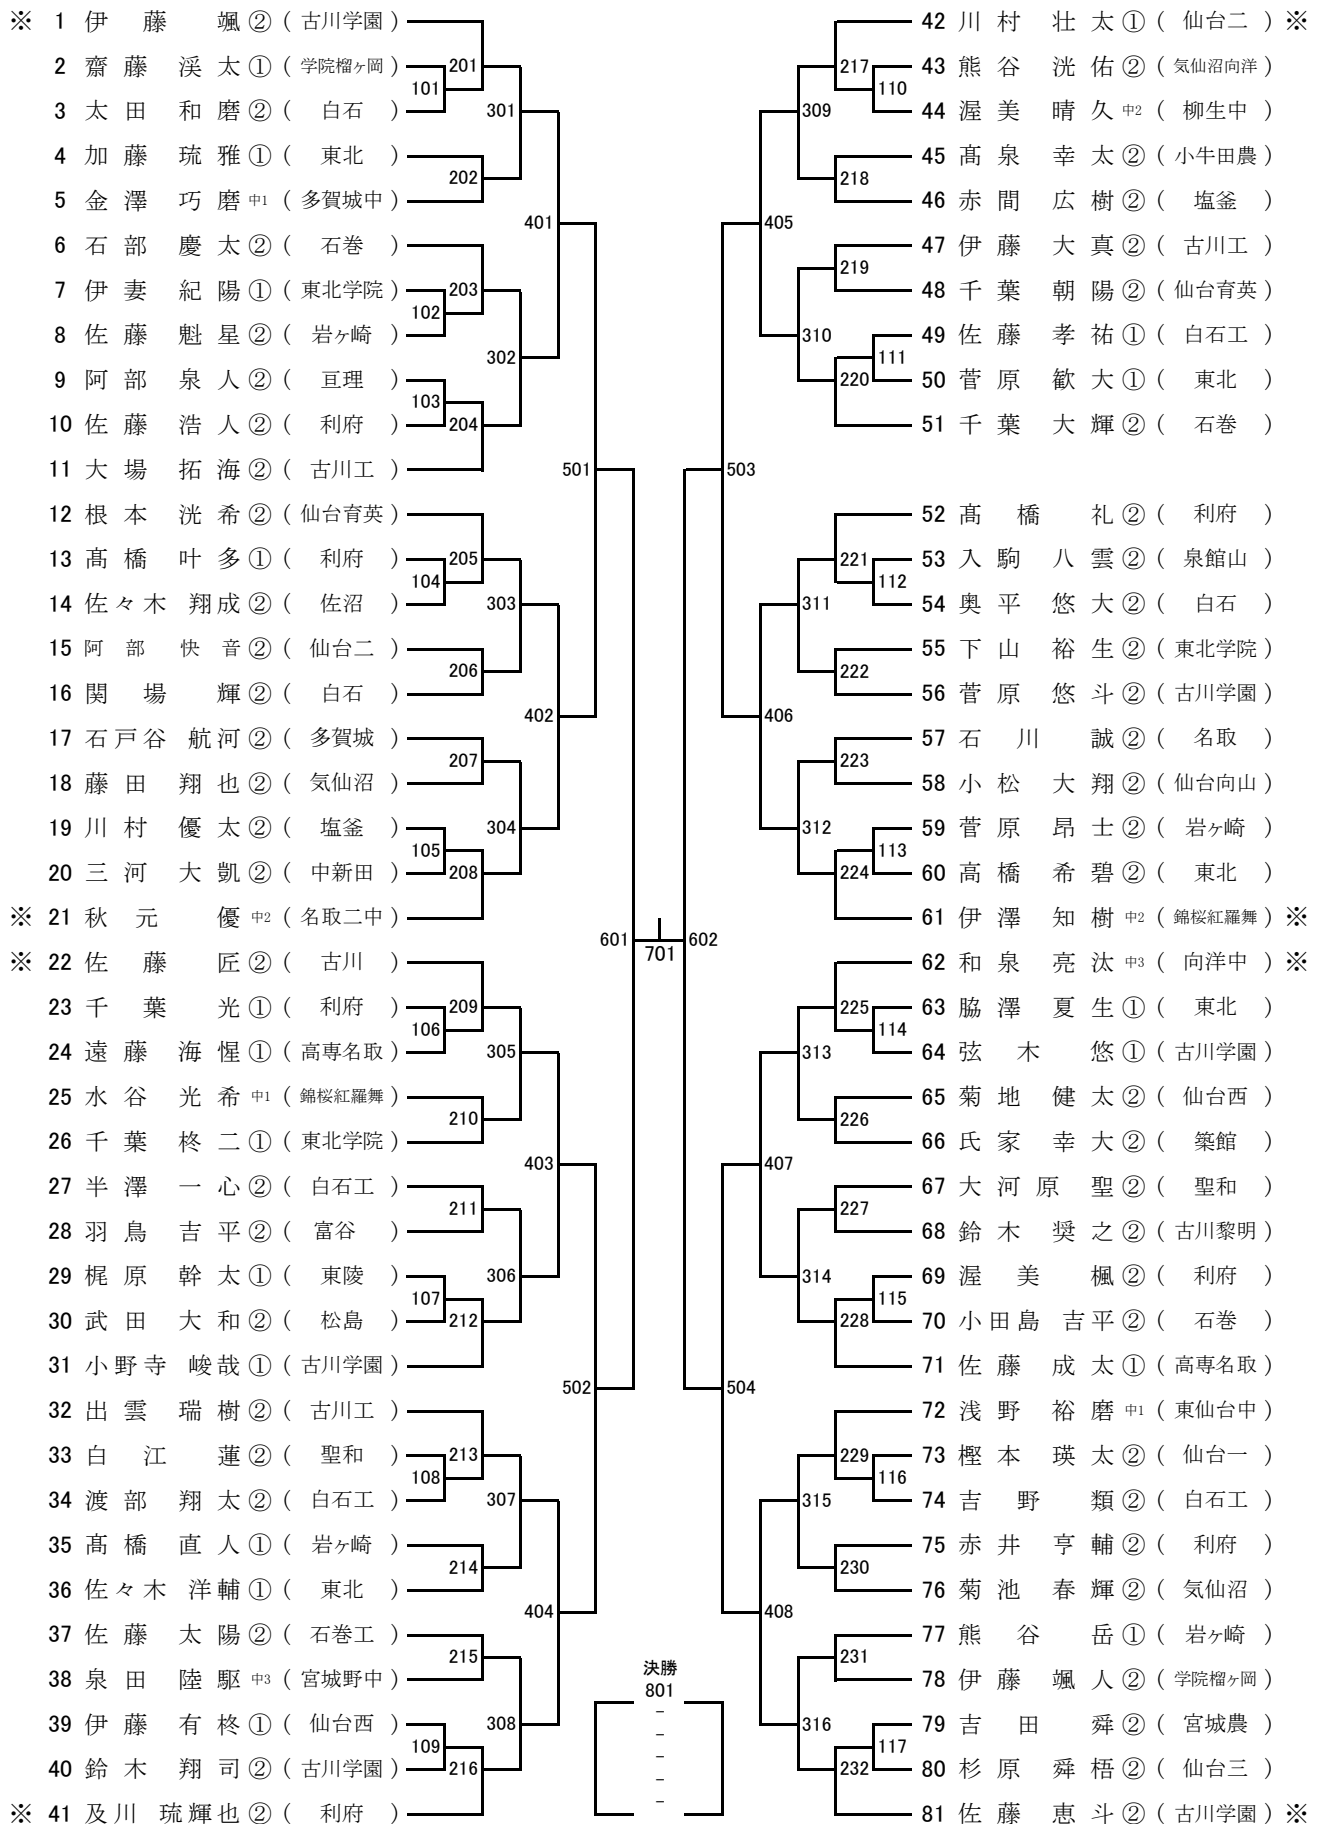 ※ 1 伊藤 颯② ( 古川学園 )
2 齋藤 渓太① ( 学院榴ヶ岡 )
3 太田 和磨② ( 白石 )
4 加藤 琉雅① ( 東北 )
5 金澤 巧磨 中1 ( 多賀城中 )
6 石部 慶太② ( 石巻 )
7 伊妻 紀陽① ( 東北学院 )
8 佐藤 魁星② ( 岩ヶ崎 )
9 阿部 泉人② ( 亘理 )
10 佐藤 浩人② ( 利府 )
11 大場 拓海② ( 古川工 )
12 根本 洸希② ( 仙台育英 )
13 髙橋 叶多① ( 利府 )
14 佐々木 翔成② ( 佐沼 )
15 阿部 快音② ( 仙台二 )
16 関場 輝② ( 白石 )
17 石戸谷 航河② ( 多賀城 )
18 藤田 翔也② ( 気仙沼 )
19 川村 優太② ( 塩釜 )
20 三河 大凱② ( 中新田 )
※ 21 秋元 優 中2 ( 名取二中 )
※ 22 佐藤 匠② ( 古川 )
23 千葉 光① ( 利府 )
24 遠藤 海惺① ( 高専名取 )
25 水谷 光希 中1 ( 錦桜紅羅舞 )
26 千葉 柊二① ( 東北学院 )
27 半澤 一心② ( 白石工 )
28 羽鳥 吉平② ( 富谷 )
29 梶原 幹太① ( 東陵 )
30 武田 大和② ( 松島 )
31 小野寺 峻哉① ( 古川学園 )
32 出雲 瑞樹② ( 古川工 )
33 白江 蓮② ( 聖和 )
34 渡部 翔太② ( 白石工 )
35 髙橋 直人① ( 岩ヶ崎 )
36 佐々木 洋輔① ( 東北 )
37 佐藤 太陽② ( 石巻工 )
38 泉田 陸駆 中3 ( 宮城野中 )
39 伊藤 有柊① ( 仙台西 )
40 鈴木 翔司② ( 古川学園 )
※ 41 及川 琉輝也② ( 利府 )
101
102
103
104
105
106
107
108
109
201
202
203
204
205
206
207
208
209
210
211
212
213
214
215
216
301
302
303
304
305
306
307
308
401
402
403
404
501
502
601
701
602
決勝
801
–
–
–
–
–
503
504
405
406
407
408
309
310
311
312
313
314
315
316
217
218
219
220
221
222
223
224
225
226
227
228
229
230
231
232
110
111
112
113
114
115
116
117
42 川村 壮太① ( 仙台二 ) ※
43 熊谷 洸佑② ( 気仙沼向洋 )
44 渥美 晴久 中2 ( 柳生中 )
45 髙泉 幸太② ( 小牛田農 )
46 赤間 広樹② ( 塩釜 )
47 伊藤 大真② ( 古川工 )
48 千葉 朝陽② ( 仙台育英 )
49 佐藤 孝祐① ( 白石工 )
50 菅原 歓大① ( 東北 )
51 千葉 大輝② ( 石巻 )
52 髙橋 礼② ( 利府 )
53 入駒 八雲② ( 泉館山 )
54 奥平 悠大② ( 白石 )
55 下山 裕生② ( 東北学院 )
56 菅原 悠斗② ( 古川学園 )
57 石川 誠② ( 名取 )
58 小松 大翔② ( 仙台向山 )
59 菅原 昂士② ( 岩ヶ崎 )
60 高橋 希碧② ( 東北 )
61 伊澤 知樹 中2 ( 錦桜紅羅舞 ) ※
62 和泉 亮汰 中3 ( 向洋中 ) ※
63 脇澤 夏生① ( 東北 )
64 弦木 悠① ( 古川学園 )
65 菊地 健太② ( 仙台西 )
66 氏家 幸大② ( 築館 )
67 大河原 聖② ( 聖和 )
68 鈴木 奨之② ( 古川黎明 )
69 渥美 楓② ( 利府 )
70 小田島 吉平② ( 石巻 )
71 佐藤 成太① ( 高専名取 )
72 浅野 裕磨 中1 ( 東仙台中 )
73 樫本 瑛太② ( 仙台一 )
74 吉野 類② ( 白石工 )
75 赤井 亨輔② ( 利府 )
76 菊池 春輝② ( 気仙沼 )
77 熊谷 岳① ( 岩ヶ崎 )
78 伊藤 颯人② ( 学院榴ヶ岡 )
79 吉田 舜② ( 宮城農 )
80 杉原 舜梧② ( 仙台三 )
81 佐藤 恵斗② ( 古川学園 ) ※